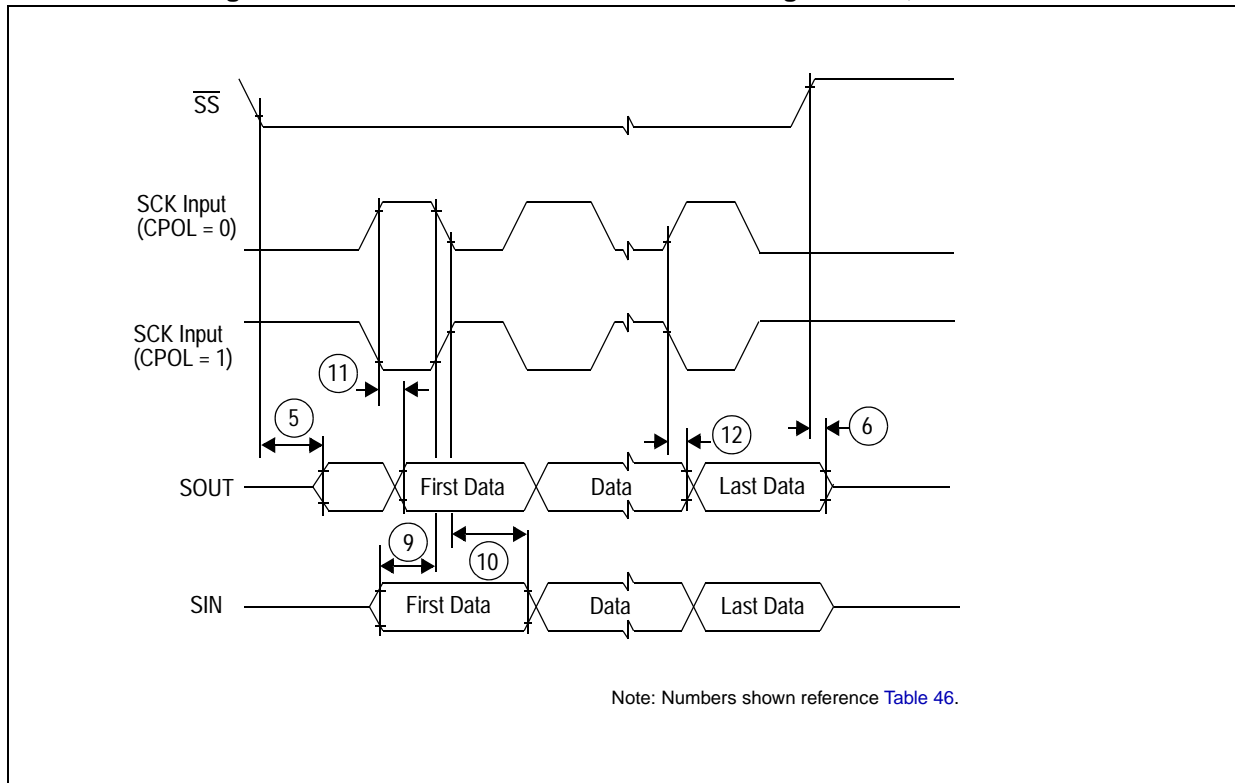 SS
SCK Input
(CPOL = 0)
SCK Input
(CPOL = 1)
11
5
12
6
SOUT
First Data
Data
Last Data
9
10
SIN
First Data
Data
Last Data
Note: Numbers shown reference Table 46.